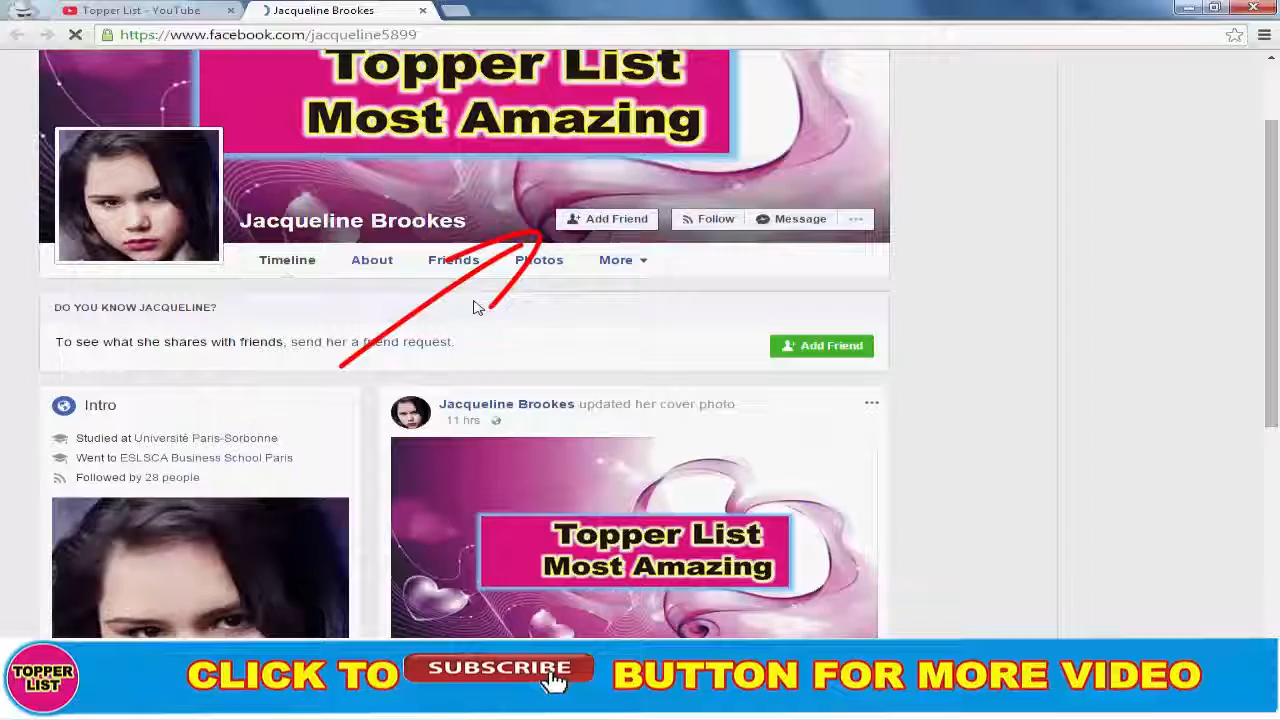 Topper List - YouTube
Jacqueline Brookes
https://www.facebook.com/jacqueline5899
Topper List
Most Amazing
Jacqueline Brookes
Add Friend
Follow
Message
Timeline
About
Friends
Photos
More
DO YOU KNOW JACQUELINE?
To see what she shares with friends, send her a friend request.
Add Friend
Intro
Studied at Université Paris-Sorbonne
Went to ESLSCA Business School Paris
Followed by 28 people
Jacqueline Brookes updated her cover photo
11 hrs
Topper List
Most Amazing
TOPPER
LIST
CLICK TO SUBSCRIBE BUTTON FOR MORE VIDEO